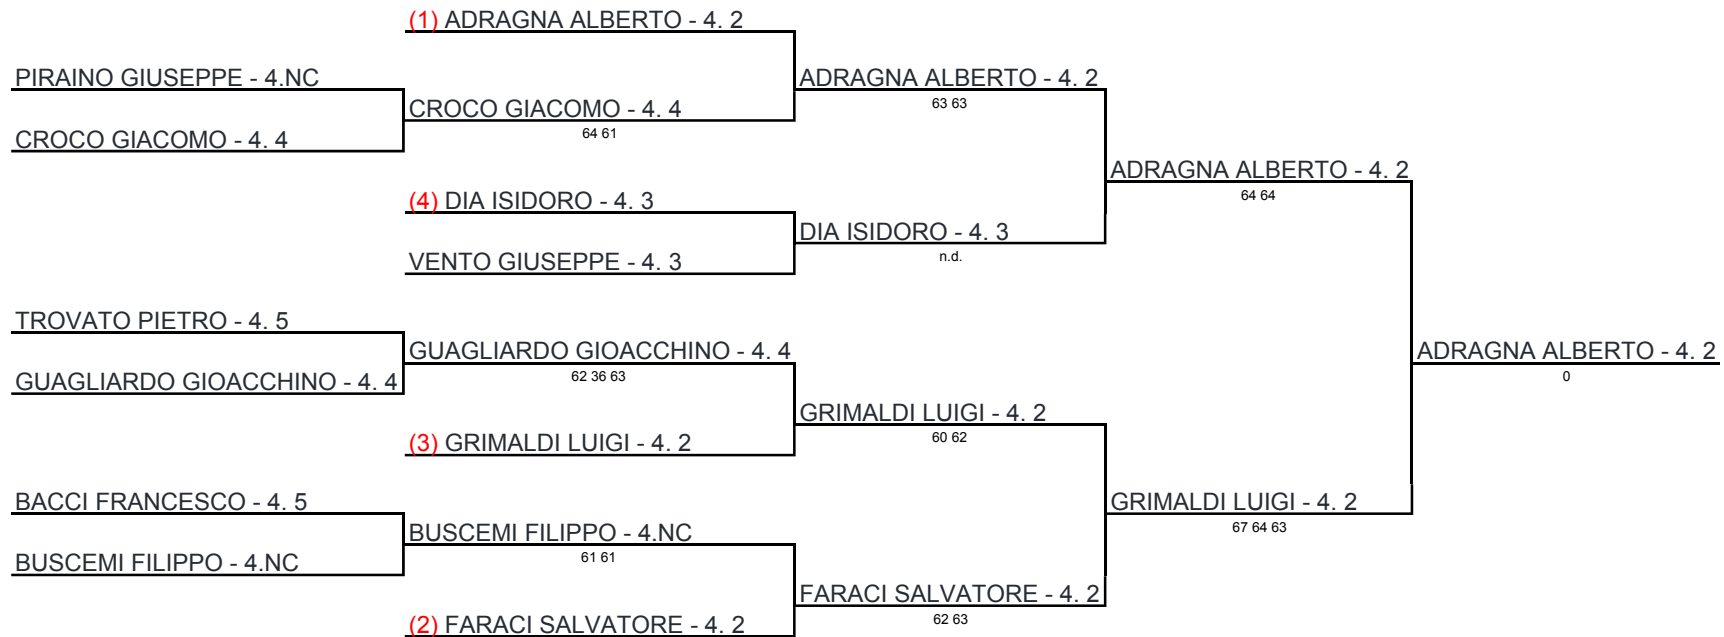 (1) ADRAGNA ALBERTO - 4. 2
PIRAINO GIUSEPPE - 4.NC
ADRAGNA ALBERTO - 4. 2
63 63
CROCO GIACOMO - 4. 4
64 61
CROCO GIACOMO - 4. 4
ADRAGNA ALBERTO - 4. 2
64 64
(4) DIA ISIDORO - 4. 3
DIA ISIDORO - 4. 3
n.d.
VENTO GIUSEPPE - 4. 3
TROVATO PIETRO - 4. 5
GUAGLIARDO GIOACCHINO - 4. 4
62 36 63
ADRAGNA ALBERTO - 4. 2
0
GUAGLIARDO GIOACCHINO - 4. 4
GRIMALDI LUIGI - 4. 2
60 62
(3) GRIMALDI LUIGI - 4. 2
BACCI FRANCESCO - 4. 5
GRIMALDI LUIGI - 4. 2
67 64 63
BUSCEMI FILIPPO - 4.NC
61 61
BUSCEMI FILIPPO - 4.NC
FARACI SALVATORE - 4. 2
62 63
(2) FARACI SALVATORE - 4. 2